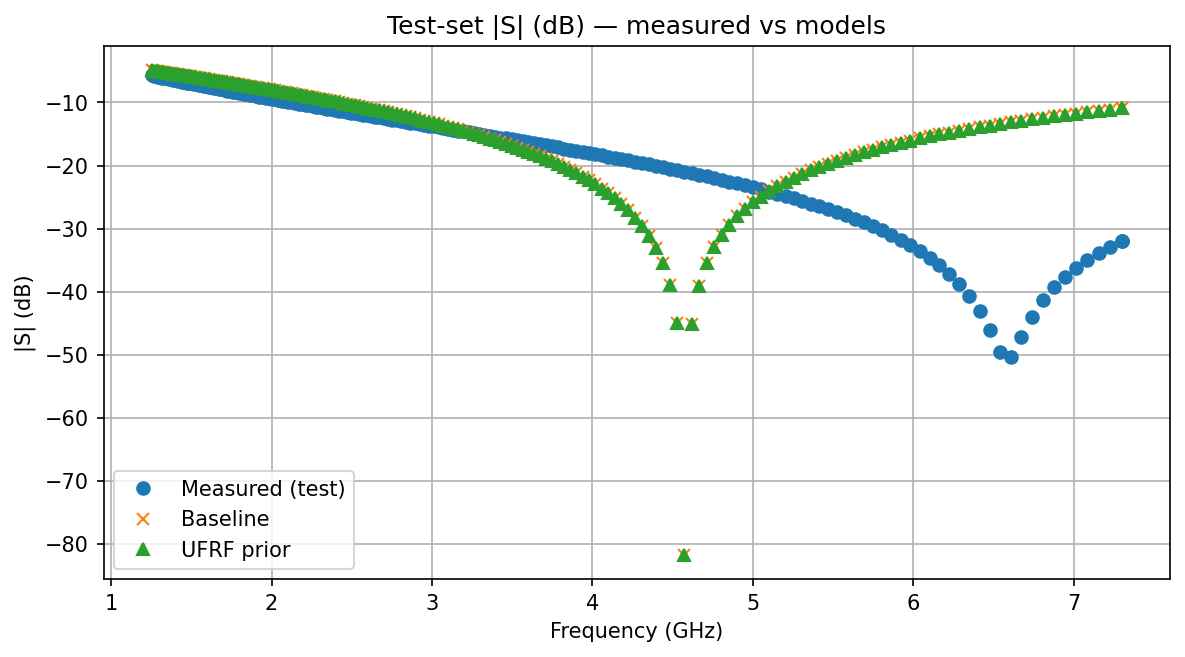 Test-set |S| (dB) — measured vs models
|S| (dB)
−10
−20
−30
−40
−50
−60
−70
−80
Measured (test)
Baseline
UFRF prior
1 2 3 4 5 6 7
Frequency (GHz)